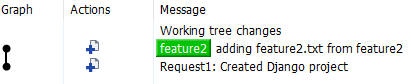 Graph Actions Message
Working tree changes
feature2 adding feature2.txt from feature2
Request1: Created Django project